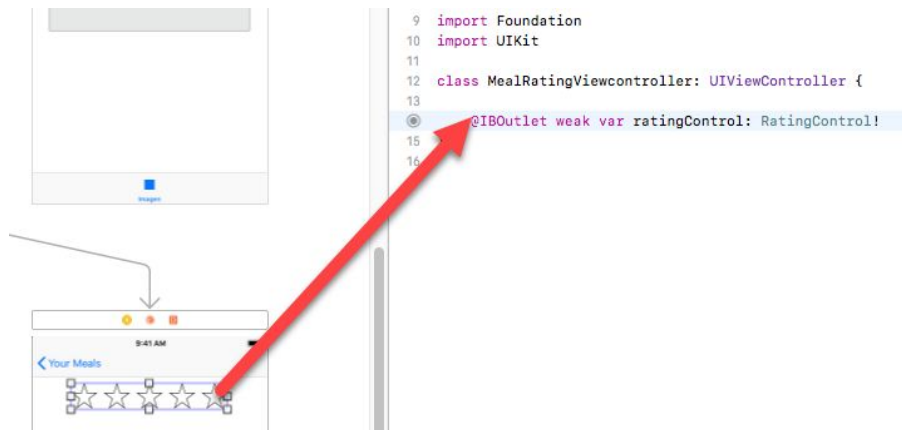 9 import Foundation
10 import UIKit
11
12 class MealRatingViewcontroller: UIViewController {
13
@IBOutlet weak var ratingControl: RatingControl!
15
16
Imagen
9:41 AM
Your Meals